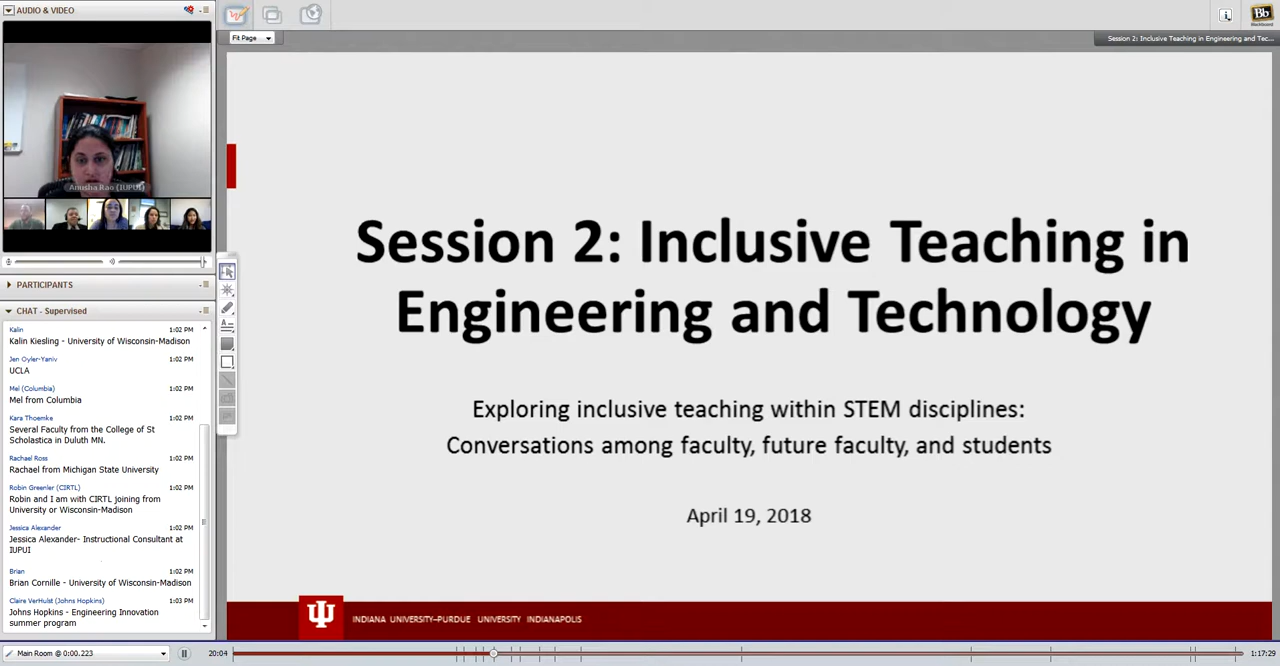 AUDIO & VIDEO
Anusha Rao (IUPUI)
PARTICIPANTS
CHAT - Supervised
Kalin 1:02 PM
Kalin Kiesling - University of Wisconsin-Madison
Jen Oyler-Yaniv 1:02 PM
UCLA
Mel (Columbia) 1:02 PM
Mel from Columbia
Kara Thoemke 1:02 PM
Several Faculty from the College of St
Scholastica in Duluth MN.
Rachael Ross 1:02 PM
Rachael from Michigan State University
Robin Greenler (CIRTL) 1:02 PM
Robin and I am with CIRTL joining from
University or Wisconsin-Madison
Jessica Alexander 1:02 PM
Jessica Alexander- Instructional Consultant at
IUPUI
Brian 1:02 PM
Brian Cornille - University of Wisconsin-Madison
Claire VerHulst (Johns Hopkins) 1:03 PM
Johns Hopkins - Engineering Innovation
summer program
Fit Page
i
Bb
Blackboard
Session 2: Inclusive Teaching in Engineering and Tec...
Session 2: Inclusive Teaching in
Engineering and Technology
Exploring inclusive teaching within STEM disciplines:
Conversations among faculty, future faculty, and students
April 19, 2018
INDIANA UNIVERSITY–PURDUE UNIVERSITY INDIANAPOLIS
Main Room @ 0:00.223
20:04
1:17:29